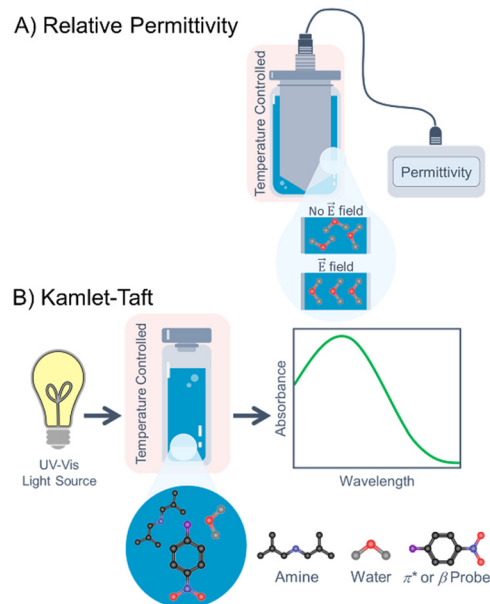 A) Relative Permittivity
Temperature Controlled
Permittivity
No E⃗ field
E⃗ field
B) Kamlet-Taft
Temperature Controlled
UV-Vis
Light Source
Absorbance
Wavelength
Amine
Water
π* or β Probe